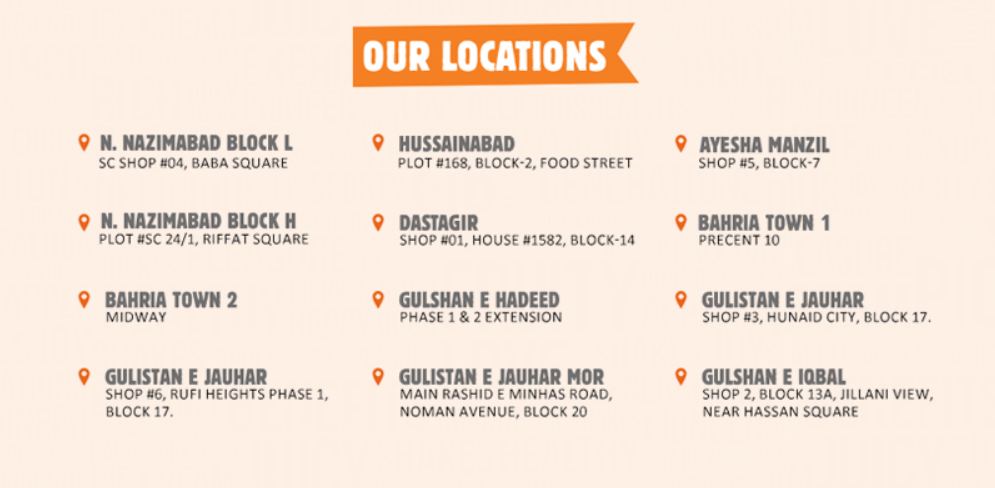 OUR LOCATIONS
N. NAZIMABAD BLOCK L
SC SHOP #04, BABA SQUARE
HUSSAINABAD
PLOT #168, BLOCK-2, FOOD STREET
AYESHA MANZIL
SHOP #5, BLOCK-7
N. NAZIMABAD BLOCK H
PLOT #SC 24/1, RIFFAT SQUARE
DASTAGIR
SHOP #01, HOUSE #1582, BLOCK-14
BAHRIA TOWN 1
PRECENT 10
BAHRIA TOWN 2
MIDWAY
GULSHAN E HADEED
PHASE 1 & 2 EXTENSION
GULISTAN E JAUHAR
SHOP #3, HUNAID CITY, BLOCK 17.
GULISTAN E JAUHAR
SHOP #6, RUFI HEIGHTS PHASE 1,
BLOCK 17.
GULISTAN E JAUHAR MOR
MAIN RASHID E MINHAS ROAD,
NOMAN AVENUE, BLOCK 20
GULSHAN E IQBAL
SHOP 2, BLOCK 13A, JILLANI VIEW,
NEAR HASSAN SQUARE